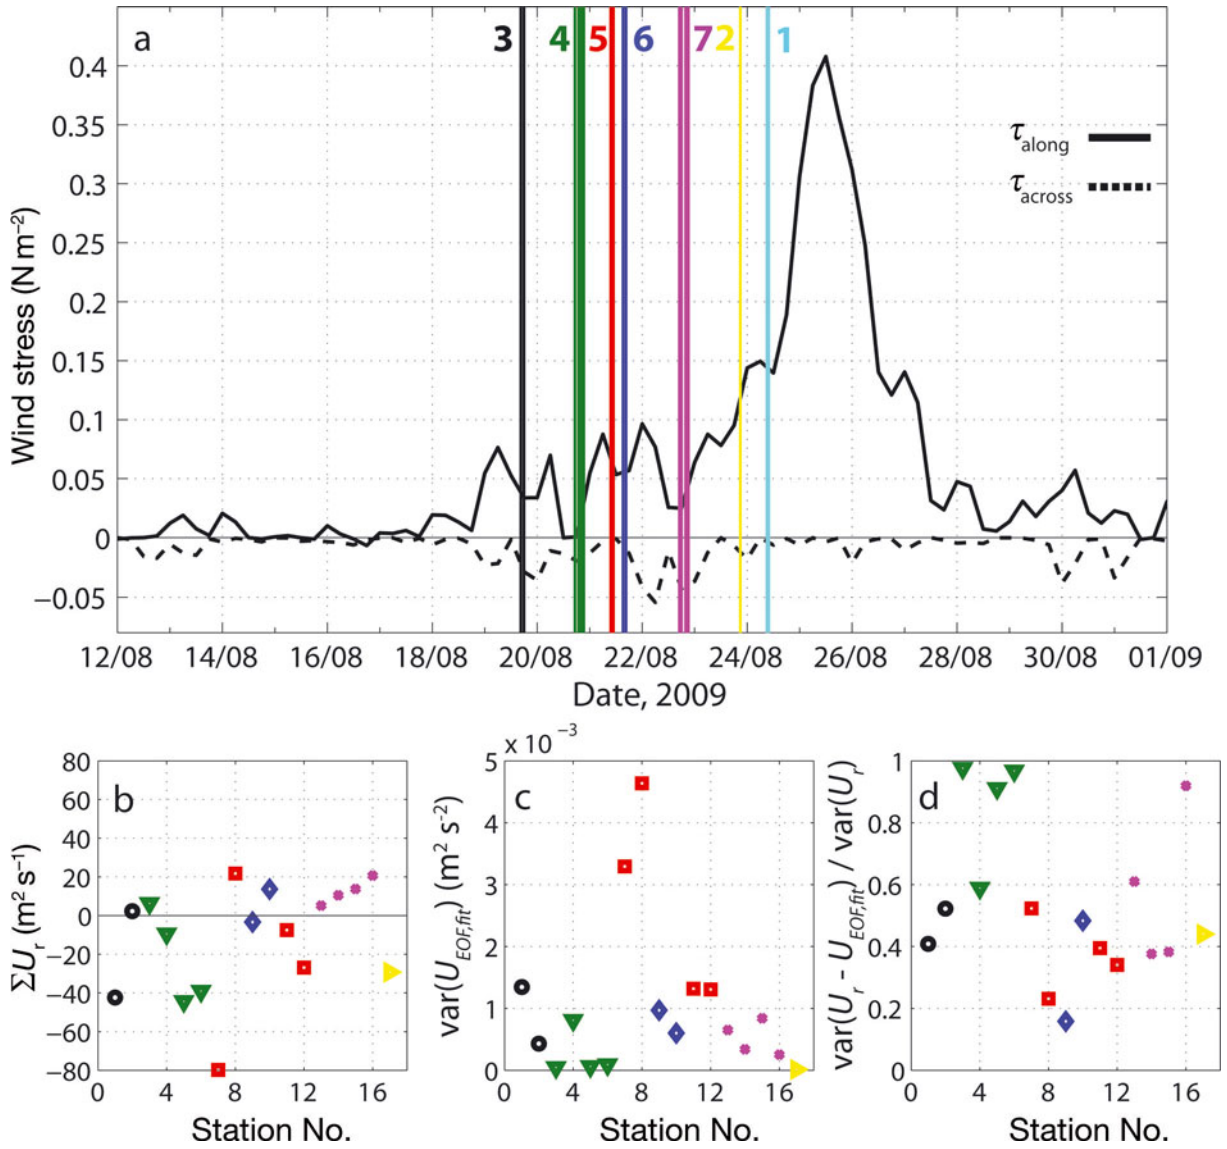 a
3 4 5 6 7 2 1
0.4
0.35
0.3
0.25
0.2
0.15
0.1
0.05
0
−0.05
Wind stress (N m⁻²)
τalong
τacross
12/08 14/08 16/08 18/08 20/08 22/08 24/08 26/08 28/08 30/08 01/09
Date, 2009
b
80
60
40
20
0
−20
−40
−60
−80
ΣUr (m² s⁻¹)
0 4 8 12 16
Station No.
c
x 10⁻³
5
4
3
2
1
0
var(UEOF,fit) (m² s⁻²)
0 4 8 12 16
Station No.
d
1
0.8
0.6
0.4
0.2
0
var(Ur - UEOF,fit) / var(Ur)
0 4 8 12 16
Station No.